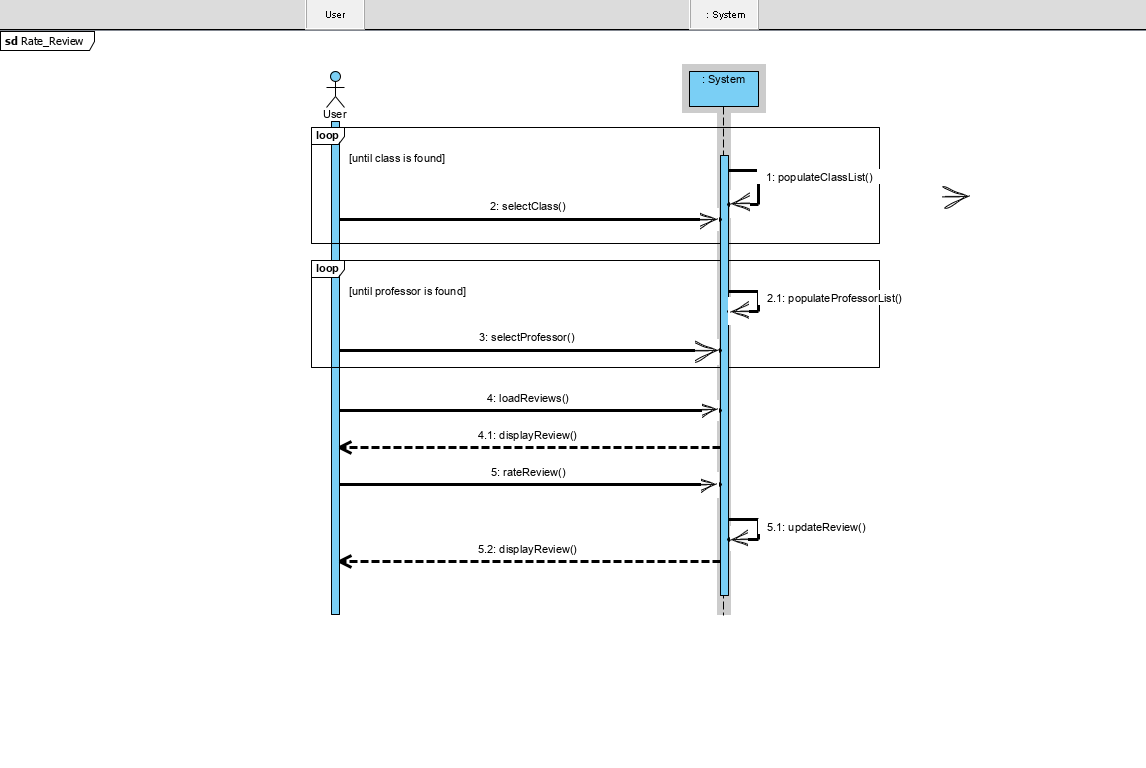 User
: System
sd Rate_Review
: System
User
loop
[until class is found]
1: populateClassList()
2: selectClass()
loop
[until professor is found]
2.1: populateProfessorList()
3: selectProfessor()
4: loadReviews()
4.1: displayReview()
5: rateReview()
5.1: updateReview()
5.2: displayReview()